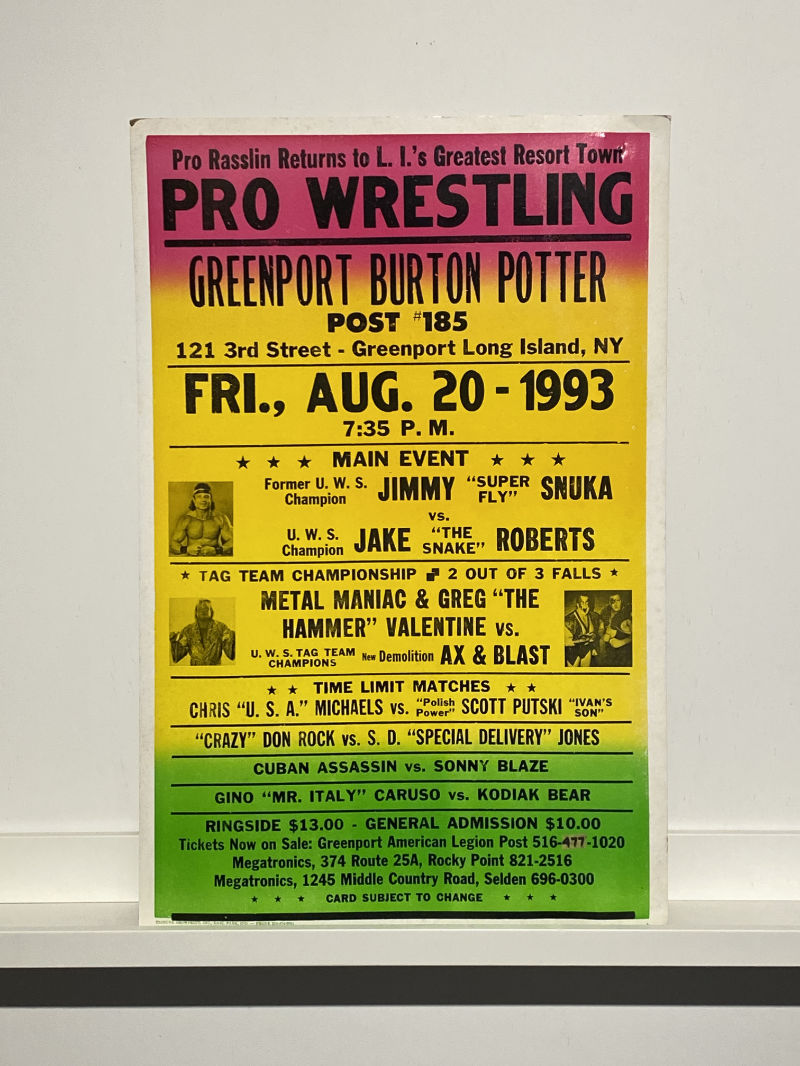 Pro Rasslin Returns to L. I.'s Greatest Resort Town
PRO WRESTLING
GREENPORT BURTON POTTER
POST #185
121 3rd Street - Greenport Long Island, NY
FRI., AUG. 20 - 1993
7:35 P. M.
★ ★ ★ MAIN EVENT ★ ★ ★
Former U. W. S. Champion JIMMY "SUPER FLY" SNUKA
vs.
U. W. S. Champion JAKE "THE SNAKE" ROBERTS
★ TAG TEAM CHAMPIONSHIP 2 OUT OF 3 FALLS ★
METAL MANIAC & GREG "THE
HAMMER" VALENTINE vs.
U. W. S. TAG TEAM CHAMPIONS New Demolition AX & BLAST
★ ★ TIME LIMIT MATCHES ★ ★
CHRIS "U. S. A." MICHAELS vs. "Polish Power" SCOTT PUTSKI "IVAN'S SON"
"CRAZY" DON ROCK vs. S. D. "SPECIAL DELIVERY" JONES
CUBAN ASSASSIN vs. SONNY BLAZE
GINO "MR. ITALY" CARUSO vs. KODIAK BEAR
RINGSIDE $13.00 - GENERAL ADMISSION $10.00
Tickets Now on Sale: Greenport American Legion Post 516-477-1020
Megatronics, 374 Route 25A, Rocky Point 821-2516
Megatronics, 1245 Middle Country Road, Selden 696-0300
★ ★ ★ CARD SUBJECT TO CHANGE ★ ★ ★